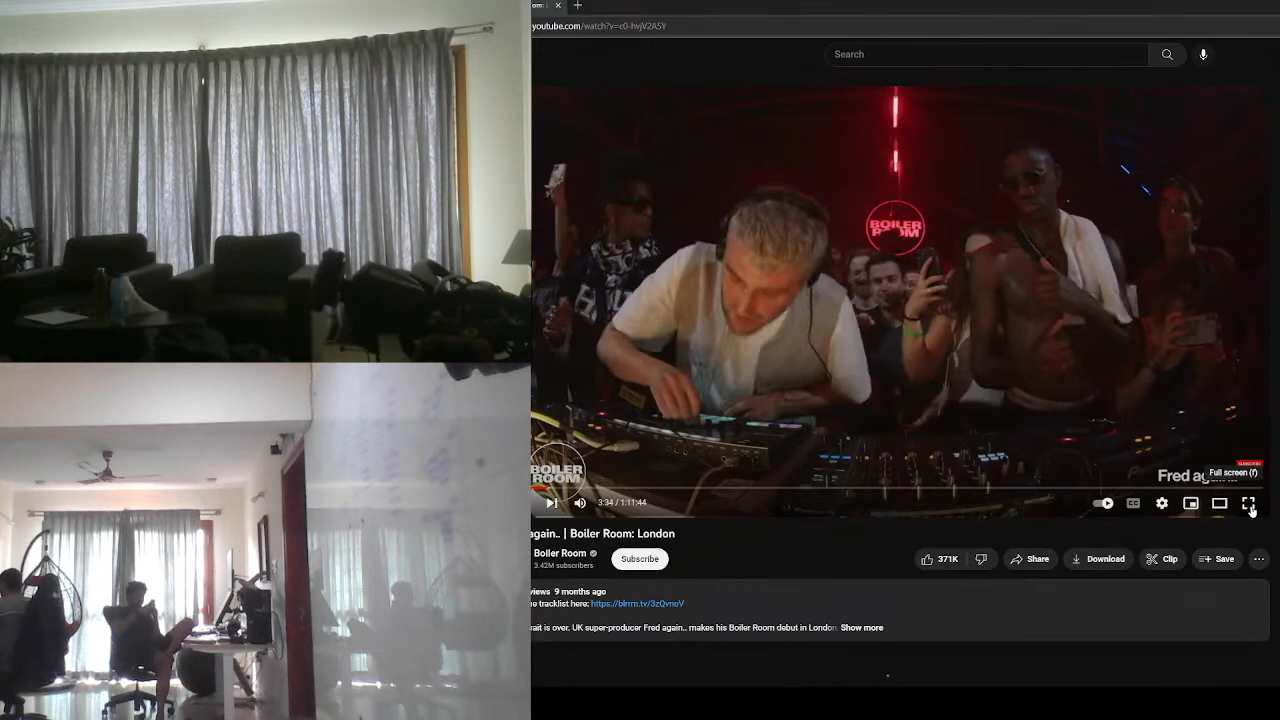 youtube.com/watch?v=c0-hvjV2A5Y
Search
BOILER
ROOM
BOILER
ROOM
SUBSCRIBE
Full screen (f)
Fred
3:34 / 1:11:44
again.. | Boiler Room: London
Boiler Room
3.42M subscribers
Subscribe
371K
Share
Download
Clip
Save
views 9 months ago
tracklist here: https://blrrm.tv/3zQvnoV
wait is over. UK super-producer Fred again.. makes his Boiler Room debut in London
Show more